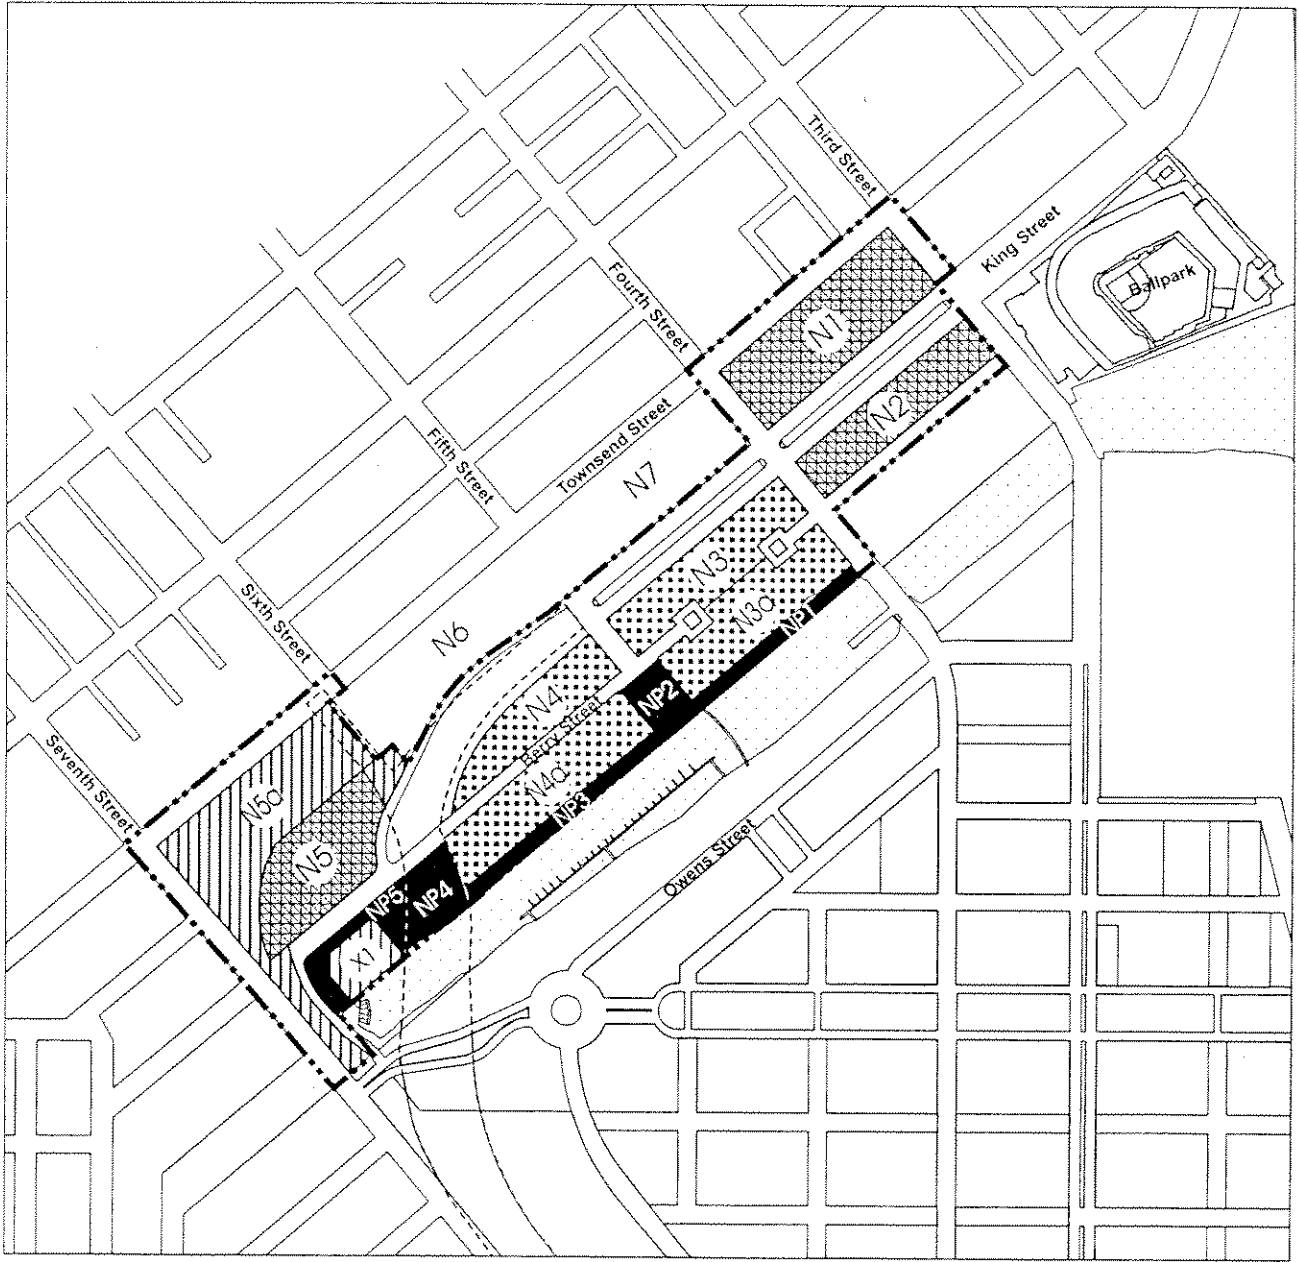 Third Street
King Street
Ballpark
Fourth Street
N1
N2
Townsend Street
N7
Fifth Street
N3
N3a
NP1
Sixth Street
N6
N4
Berry Street
NP2
N4a
NP3
Seventh Street
N5a
N5
Owens Street
NP5
NP4
X1